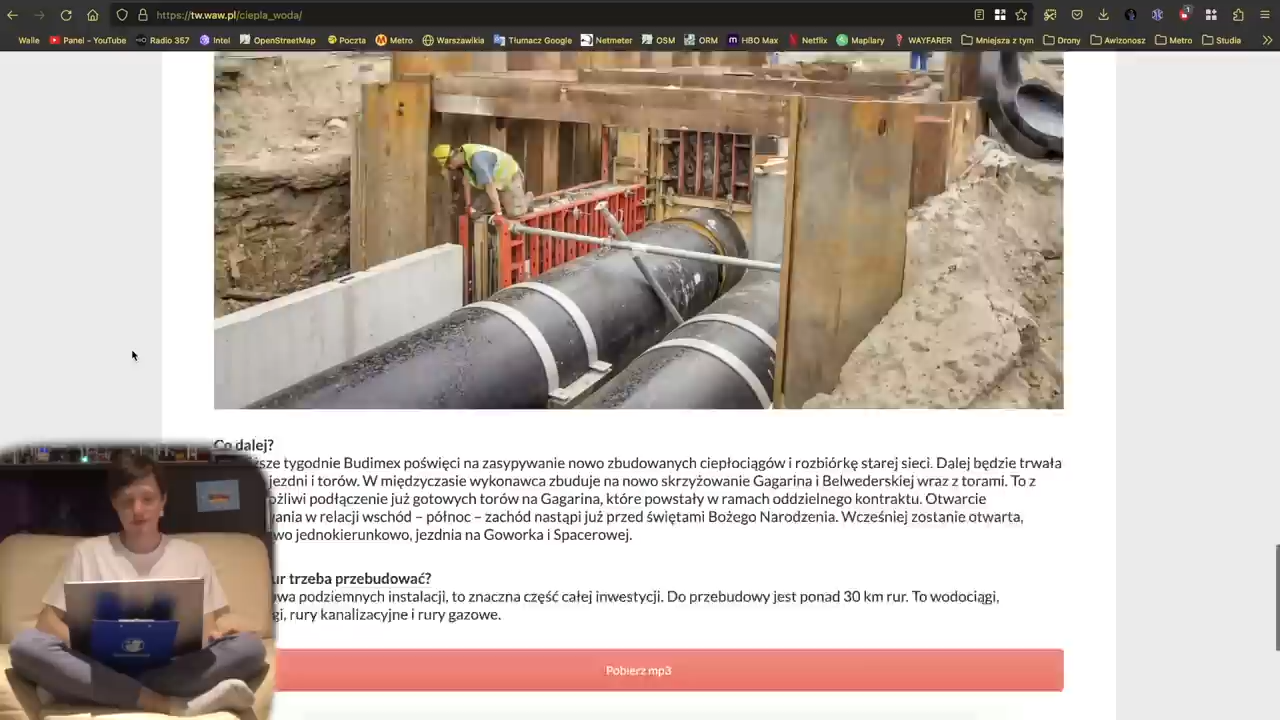 https://tw.waw.pl/ciepla_woda/
Walle Panel - YouTube Radio 357 Intel OpenStreetMap Poczta Metro Warszawikia Tłumacz Google Netmeter OSM ORM HBO Max Netflix Mapilary WAYFARER Mniejsza z tym Drony Awizonosz Metro Studia
Co dalej?
tygodnie Budimex poświęci na zasypywanie nowo zbudowanych ciepłociągów i rozbiórkę starej sieci. Dalej będzie trwała
jezdni i torów. W międzyczasie wykonawca zbuduje na nowo skrzyżowanie Gagarina i Belwederskiej wraz z torami. To z
podłączenie już gotowych torów na Gagarina, które powstały w ramach oddzielnego kontraktu. Otwarcie
w relacji wschód – północ – zachód nastąpi już przed świętami Bożego Narodzenia. Wcześniej zostanie otwarta,
jednokierunkowo, jezdnia na Goworka i Spacerowej.
trzeba przebudować?
podziemnych instalacji, to znaczna część całej inwestycji. Do przebudowy jest ponad 30 km rur. To wodociągi,
rury kanalizacyjne i rury gazowe.
Pobierz mp3